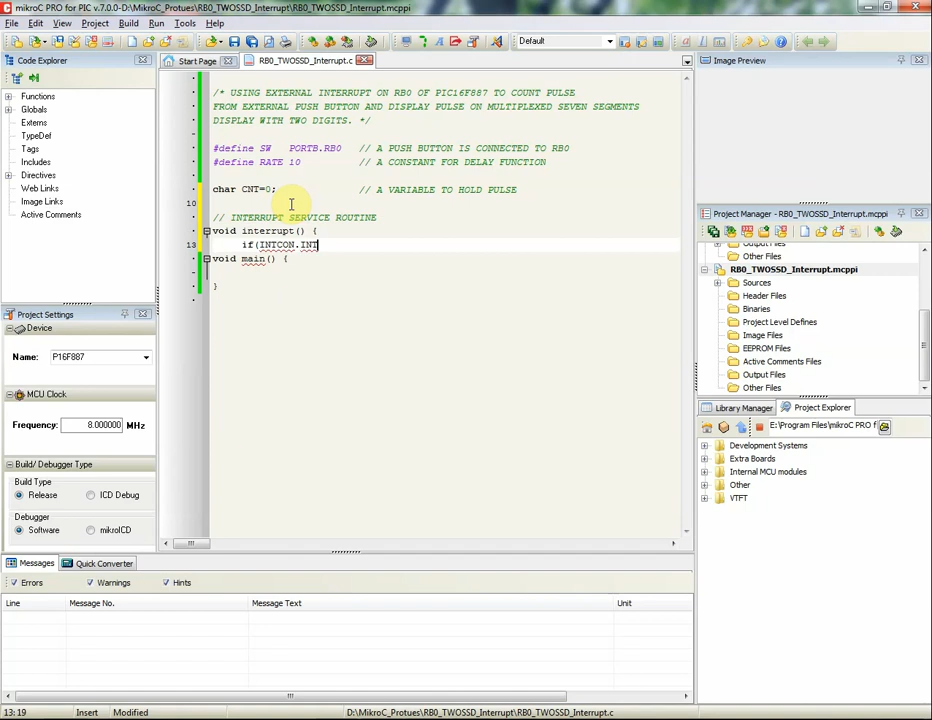 mikroC PRO for PIC v.7.0.0-D:\MikroC_Protues\RB0_TWOSSD_Interrupt\RB0_TWOSSD_Interrupt.mcppi
File Edit View Project Build Run Tools Help
Default
Code Explorer
Start Page
RB0_TWOSSD_Interrupt.c
Image Preview
Functions
Globals
Externs
TypeDef
Tags
Includes
Directives
Web Links
Image Links
Active Comments
/* USING EXTERNAL INTERRUPT ON RB0 OF PIC16F887 TO COUNT PULSE
FROM EXTERNAL PUSH BUTTON AND DISPLAY PULSE ON MULTIPLEXED SEVEN SEGMENTS
DISPLAY WITH TWO DIGITS. */
#define SW PORTB.RB0 // A PUSH BUTTON IS CONNECTED TO RB0
#define RATE 10 // A CONSTANT FOR DELAY FUNCTION
char CNT=0; // A VARIABLE TO HOLD PULSE
10
// INTERRUPT SERVICE ROUTINE
void interrupt() {
13 if(INTCON.INT
void main() {
}
Project Manager - RB0_TWOSSD_Interrupt.mcppi
Output Files
Other Files
RB0_TWOSSD_Interrupt.mcppi
Sources
Header Files
Binaries
Project Level Defines
Image Files
EEPROM Files
Active Comments Files
Output Files
Other Files
Project Settings
Device
Name: P16F887
MCU Clock
Frequency: 8.000000 MHz
Build/ Debugger Type
Build Type
Release ICD Debug
Debugger
Software mikroICD
Library Manager Project Explorer
E:\Program Files\mikroC PRO f
Development Systems
Extra Boards
Internal MCU modules
Other
VTFT
Messages Quick Converter
Errors Warnings Hints
Line Message No. Message Text Unit
13:19 Insert Modified D:\MikroC_Protues\RB0_TWOSSD_Interrupt\RB0_TWOSSD_Interrupt.c